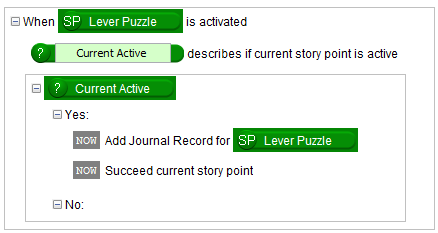 When SP Lever Puzzle is activated
? Current Active describes if current story point is active
? Current Active
Yes:
NOW Add Journal Record for SP Lever Puzzle
NOW Succeed current story point
No: